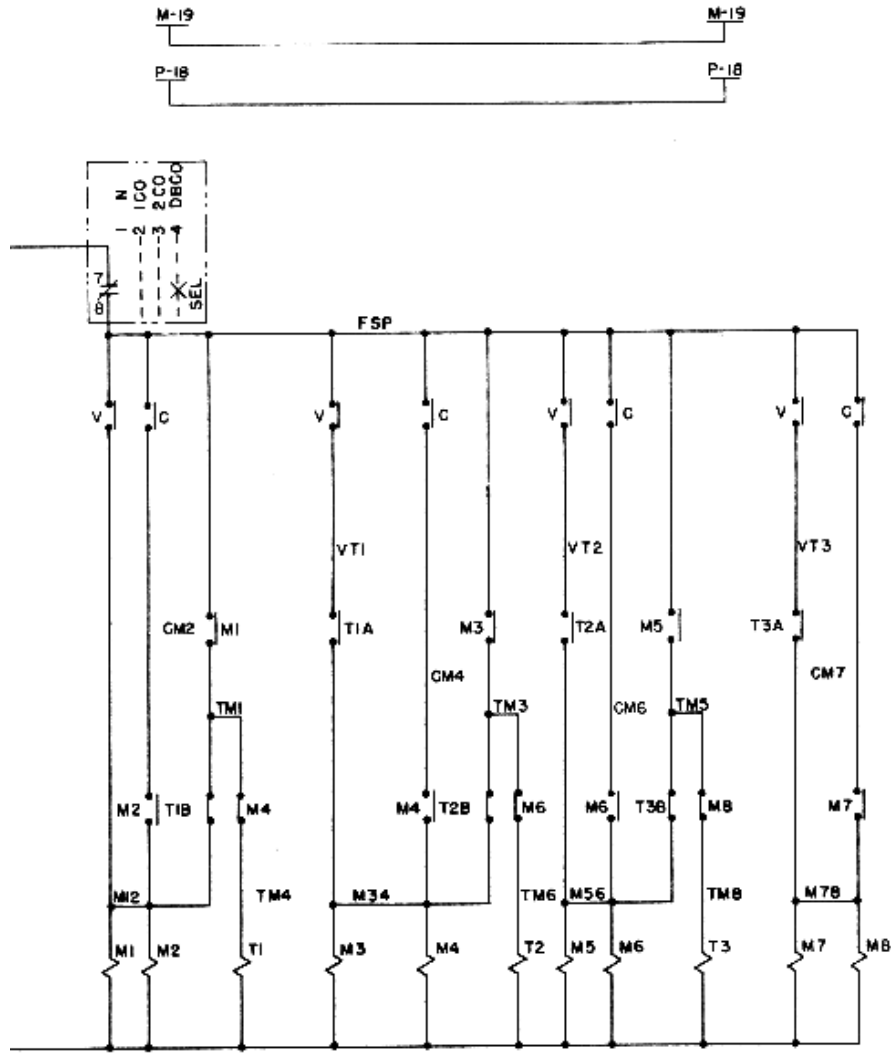 M-19 M-19
P-18 P-18
1 N
2 1CO
3 2CO
4 DBCO
7
8
SEL
FSP
V C V C V C V C
VT1 VT2 VT3
CM2 M1 T1A M3 T2A M5 T3A
CM4 CM7
TM1 TM3 CM6 TM5
M2 T1B M4 M4 T2B M6 M6 T3B M8 M7
M12 TM4 M34 TM6 M56 TM8 M78
M1 M2 T1 M3 M4 T2 M5 M6 T3 M7 M8